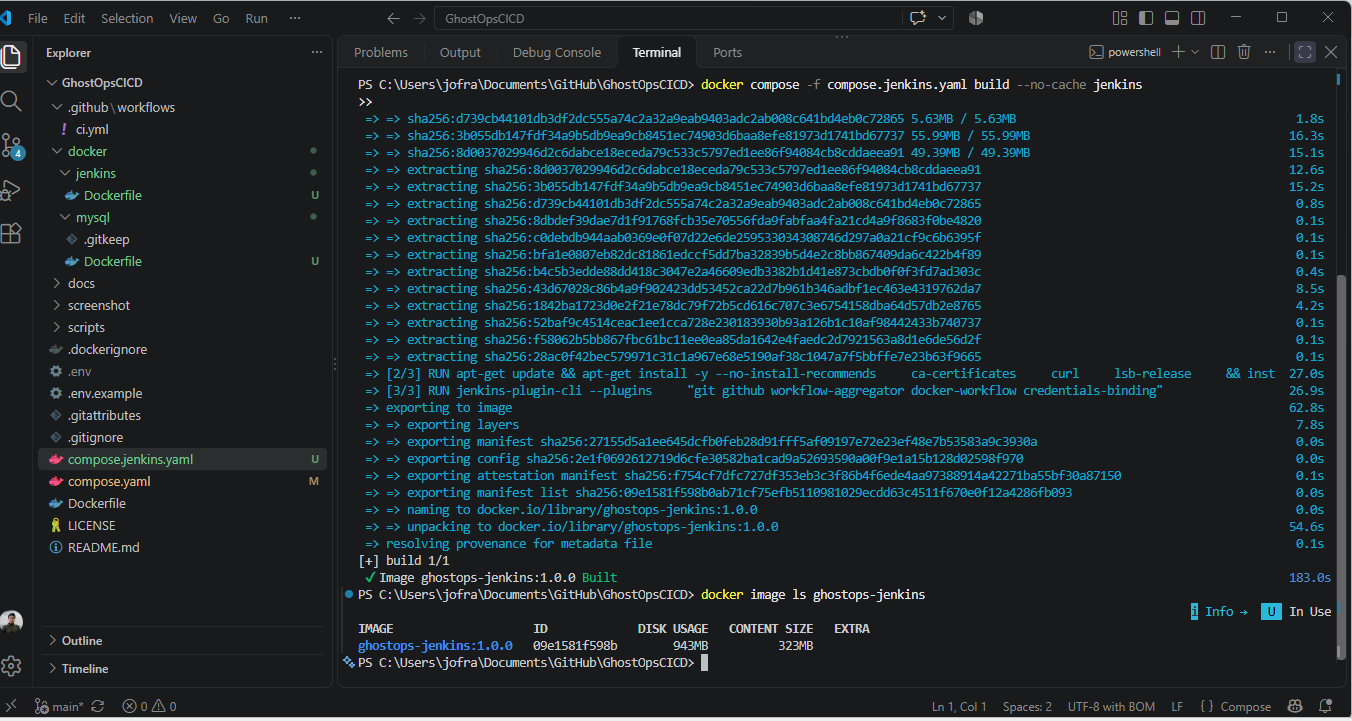 File Edit Selection View Go Run ··· GhostOpsCICD
Explorer ···
GhostOpsCICD
.github \ workflows
ci.yml
docker
jenkins
Dockerfile U
mysql
.gitkeep
Dockerfile U
docs
screenshot
scripts
.dockerignore
.env
.env.example
.gitattributes
.gitignore
compose.jenkins.yaml U
compose.yaml M
Dockerfile
LICENSE
README.md
Outline
Timeline
4
Problems Output Debug Console Terminal Ports powershell
PS C:\Users\jofra\Documents\GitHub\GhostOpsCICD> docker compose -f compose.jenkins.yaml build --no-cache jenkins
>>
=> => sha256:d739cb44101db3df2dc555a74c2a32a9eab9403adc2ab008c641bd4eb0c72865 5.63MB / 5.63MB 1.8s
=> => sha256:3b055db147fdf34a9b5db9ea9cb8451ec74903d6baa8efe81973d1741bd67737 55.99MB / 55.99MB 16.3s
=> => sha256:8d0037029946d2c6dabce18eceda79c533c5797ed1ee86f94084cb8cddaeea91 49.39MB / 49.39MB 15.1s
=> => extracting sha256:8d0037029946d2c6dabce18eceda79c533c5797ed1ee86f94084cb8cddaeea91 12.6s
=> => extracting sha256:3b055db147fdf34a9b5db9ea9cb8451ec74903d6baa8efe81973d1741bd67737 15.2s
=> => extracting sha256:d739cb44101db3df2dc555a74c2a32a9eab9403adc2ab008c641bd4eb0c72865 0.8s
=> => extracting sha256:8dbdef39dae7d1f91768fcb35e70556fda9fabfaa4fa21cd4a9f8683f0be4820 0.1s
=> => extracting sha256:c0debdb944aab0369e0f07d22e6de259533034308746d297a0a21cf9c6b6395f 0.1s
=> => extracting sha256:bfa1e0807eb82dc81861edccf5dd7ba32839b5d4e2c8bb867409da6c422b4f89 0.1s
=> => extracting sha256:b4c5b3edde88dd418c3047e2a46609edb3382b1d41e873cbdb0f0f3fd7ad303c 0.4s
=> => extracting sha256:43d67028c86b4a9f902423dd53452ca22d7b961b346adbf1ec463e4319762da7 8.5s
=> => extracting sha256:1842ba1723d0e2f21e78dc79f72b5cd616c707c3e6754158dba64d57db2e8765 4.2s
=> => extracting sha256:52baf9c4514ceac1ee1cca728e230183930b93a126b1c10af98442433b740737 0.1s
=> => extracting sha256:f58062b5bb867fbc61bc11ee0ea85da1642e4faedc2d7921563a8d1e6de56d2f 0.1s
=> => extracting sha256:28ac0f42bec579971c31c1a967e68e5190af38c1047a7f5bbffe7e23b63f9665 0.1s
=> [2/3] RUN apt-get update && apt-get install -y --no-install-recommends ca-certificates curl lsb-release && inst 27.0s
=> [3/3] RUN jenkins-plugin-cli --plugins "git github workflow-aggregator docker-workflow credentials-binding" 26.9s
=> exporting to image 62.8s
=> => exporting layers 7.8s
=> => exporting manifest sha256:27155d5a1ee645dcfb0feb28d91fff5af09197e72e23ef48e7b53583a9c3930a 0.0s
=> => exporting config sha256:2e1f0692612719d6cfe30582ba1cad9a52693590a00f9e1a15b128d02598f970 0.0s
=> => exporting attestation manifest sha256:f754cf7dfc727df353eb3c3f86b4f6ede4aa97388914a42271ba55bf30a87150 0.1s
=> => exporting manifest list sha256:09e1581f598b0ab71cf75efb5110981029ecdd63c4511f670e0f12a4286fb093 0.0s
=> => naming to docker.io/library/ghostops-jenkins:1.0.0 0.0s
=> => unpacking to docker.io/library/ghostops-jenkins:1.0.0 54.6s
=> resolving provenance for metadata file 0.1s
[+] build 1/1
✓ Image ghostops-jenkins:1.0.0 Built 183.0s
PS C:\Users\jofra\Documents\GitHub\GhostOpsCICD> docker image ls ghostops-jenkins
i Info → U In Use
IMAGE ID DISK USAGE CONTENT SIZE EXTRA
ghostops-jenkins:1.0.0 09e1581f598b 943MB 323MB
PS C:\Users\jofra\Documents\GitHub\GhostOpsCICD>
main* 0 0 Ln 1, Col 1 Spaces: 2 UTF-8 with BOM LF { } Compose